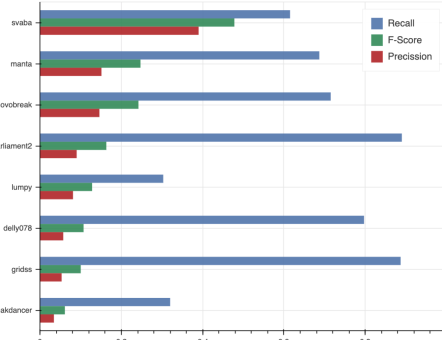 svaba
manta
ovobreak
rliament2
lumpy
delly078
gridss
akdancer
Recall
F-Score
Precission